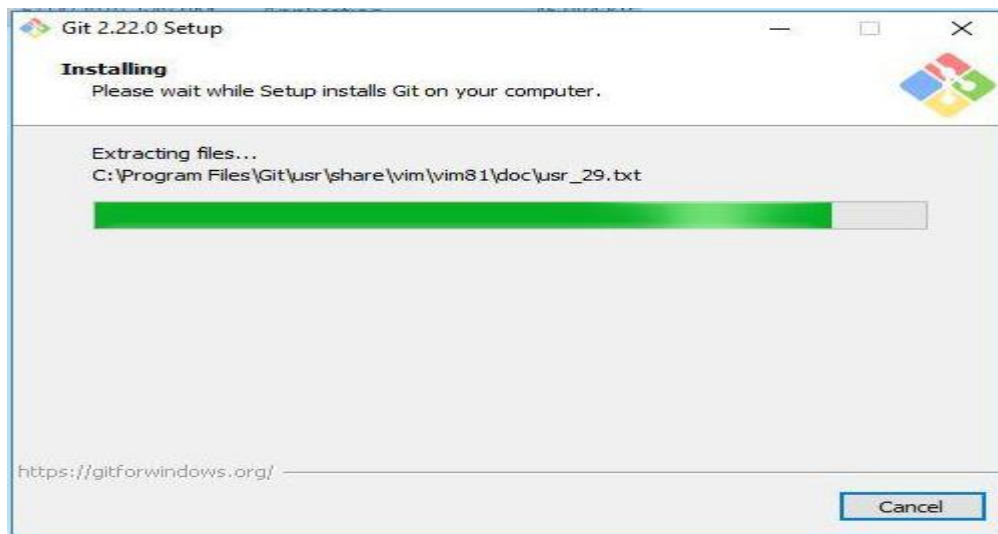 Git 2.22.0 Setup
Installing
Please wait while Setup installs Git on your computer.
Extracting files...
C:\Program Files\Git\usr\share\vim\vim81\doc\usr_29.txt
https://gitforwindows.org/
Cancel